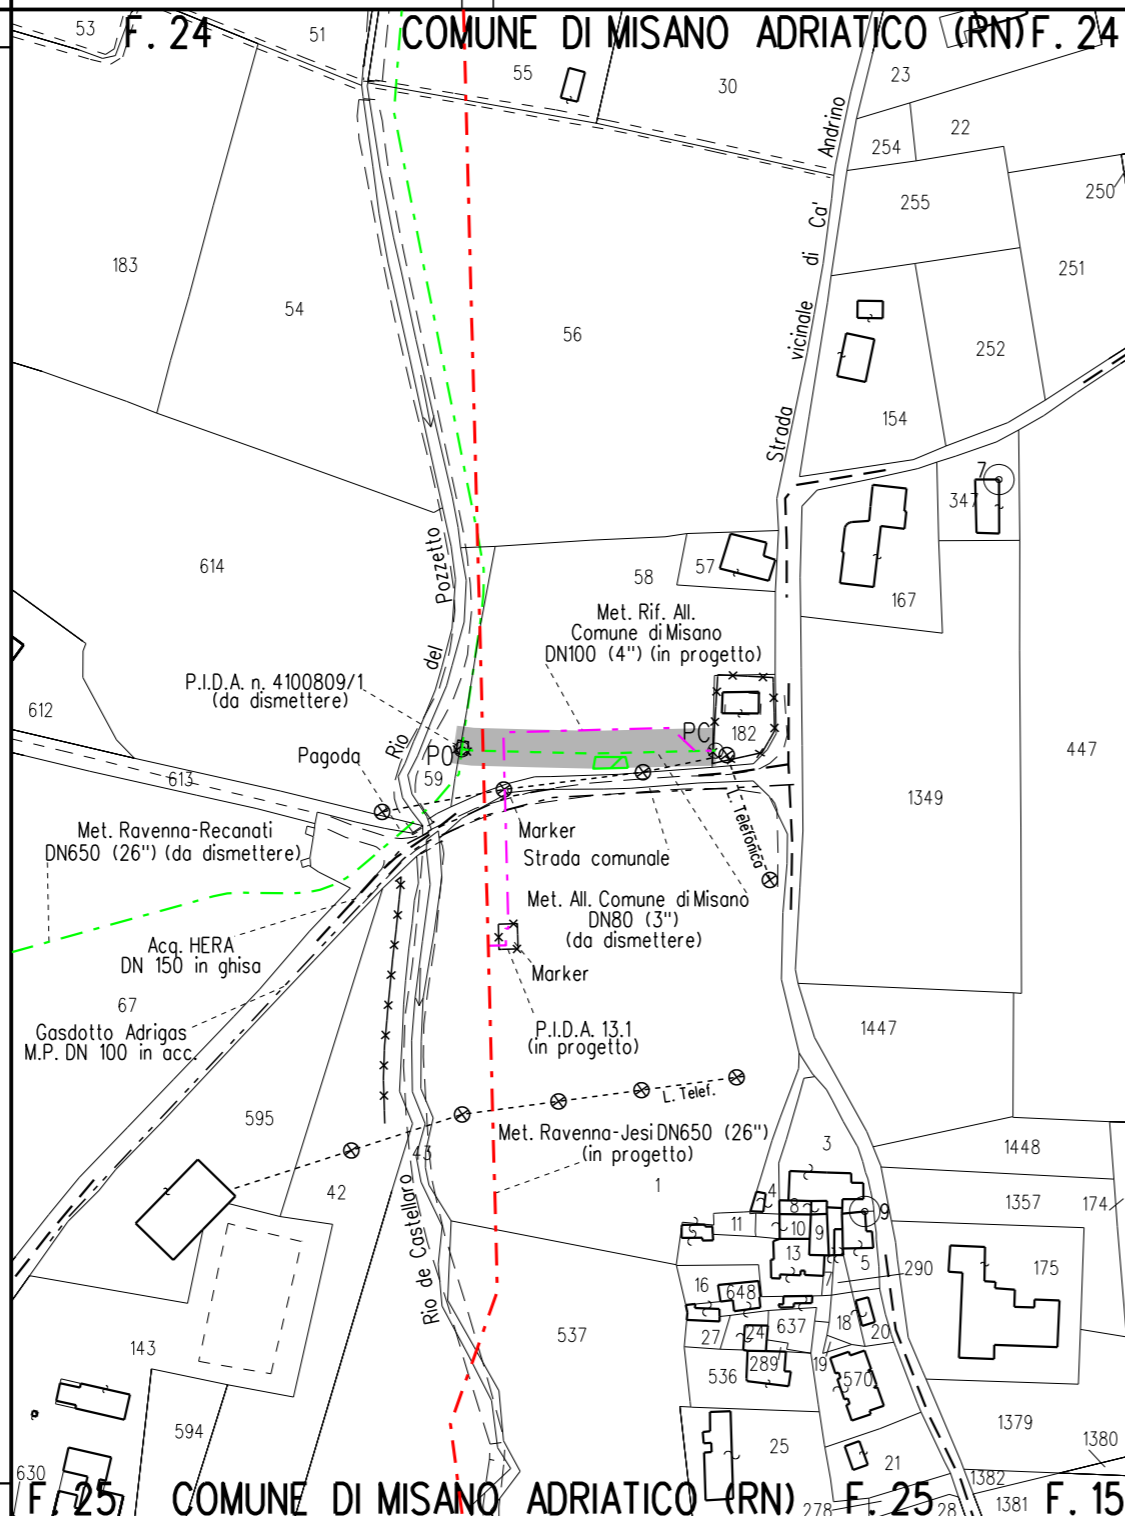 53
F. 24
51
COMUNE DI MISANO ADRIATICO (RN)
F. 24
55
30
23
22
254
255
250
251
183
54
56
Strada vicinale di Ca' Andrino
252
154
7
347
614
57
58
167
Rio del Pozzetto
Met. Rif. All.
Comune di Misano
DN100 (4") (in progetto)
P.I.D.A. n. 4100809/1
(da dismettere)
612
PC
182
P0
Pagoda
59
613
447
1349
L. Telefonica
Met. Ravenna-Recanati
DN650 (26") (da dismettere)
Marker
Strada comunale
Met. All. Comune di Misano
DN80 (3")
(da dismettere)
Acq. HERA
DN 150 in ghisa
Marker
67
Gasdotto Adrigas
M.P. DN 100 in acc.
P.I.D.A. 13.1
(in progetto)
1447
L. Telef.
595
Met. Ravenna-Jesi DN650 (26")
(in progetto)
3
1448
43
42
1
4
1357
174
Rio de Castellaro
8
9
11
10
9
13
5
290
175
16
648
7
537
27
24
637
18
20
143
536
289
19
570
594
25
1379
1380
21
630
1382
1381
278
28
F. 25
COMUNE DI MISANO ADRIATICO (RN)
F. 25
F. 15